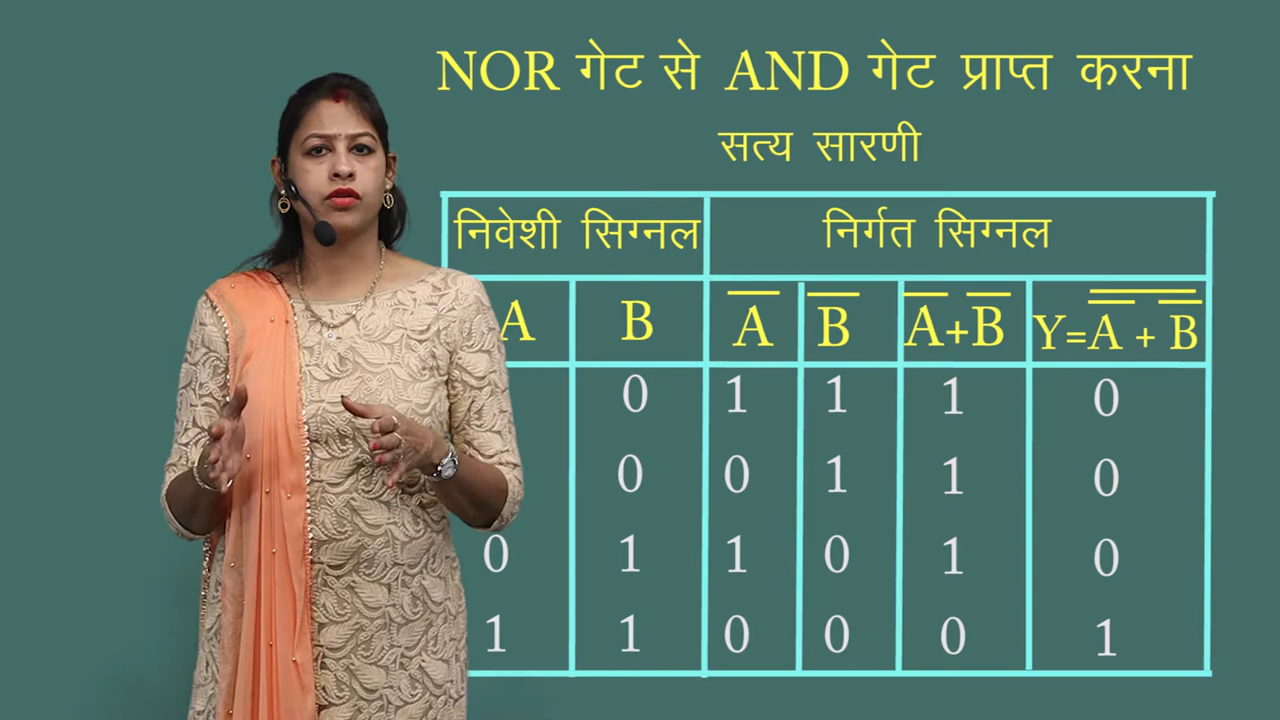 NOR गेट से AND गेट प्राप्त करना
सत्य सारणी
निवेशी सिग्नल निर्गत सिग्नल
A B A̅ B̅ A̅+B̅ Y=A̿ + B̿
0 1 1 1 0
0 0 1 1 0
0 1 1 0 1 0
1 1 0 0 0 1